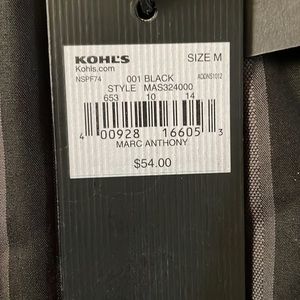 KOHL'S SIZE M
Kohls.com
NSPF74 001 BLACK ADDNS1012
STYLE MAS324000
653 10 14
4 00928 16605 3
MARC ANTHONY
$54.00